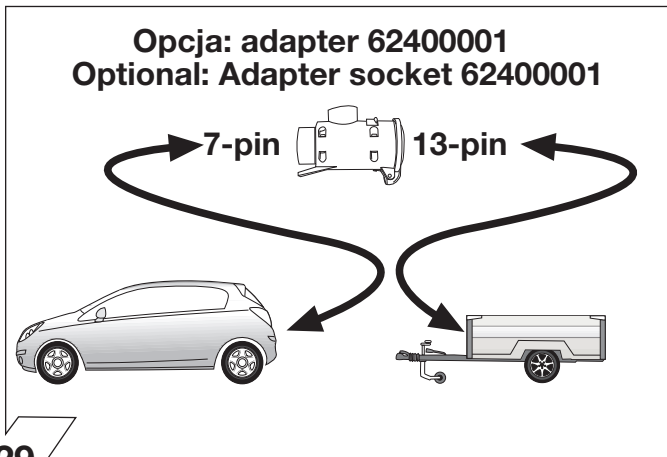 Opcja: adapter 62400001
Optional: Adapter socket 62400001
7-pin 13-pin
29